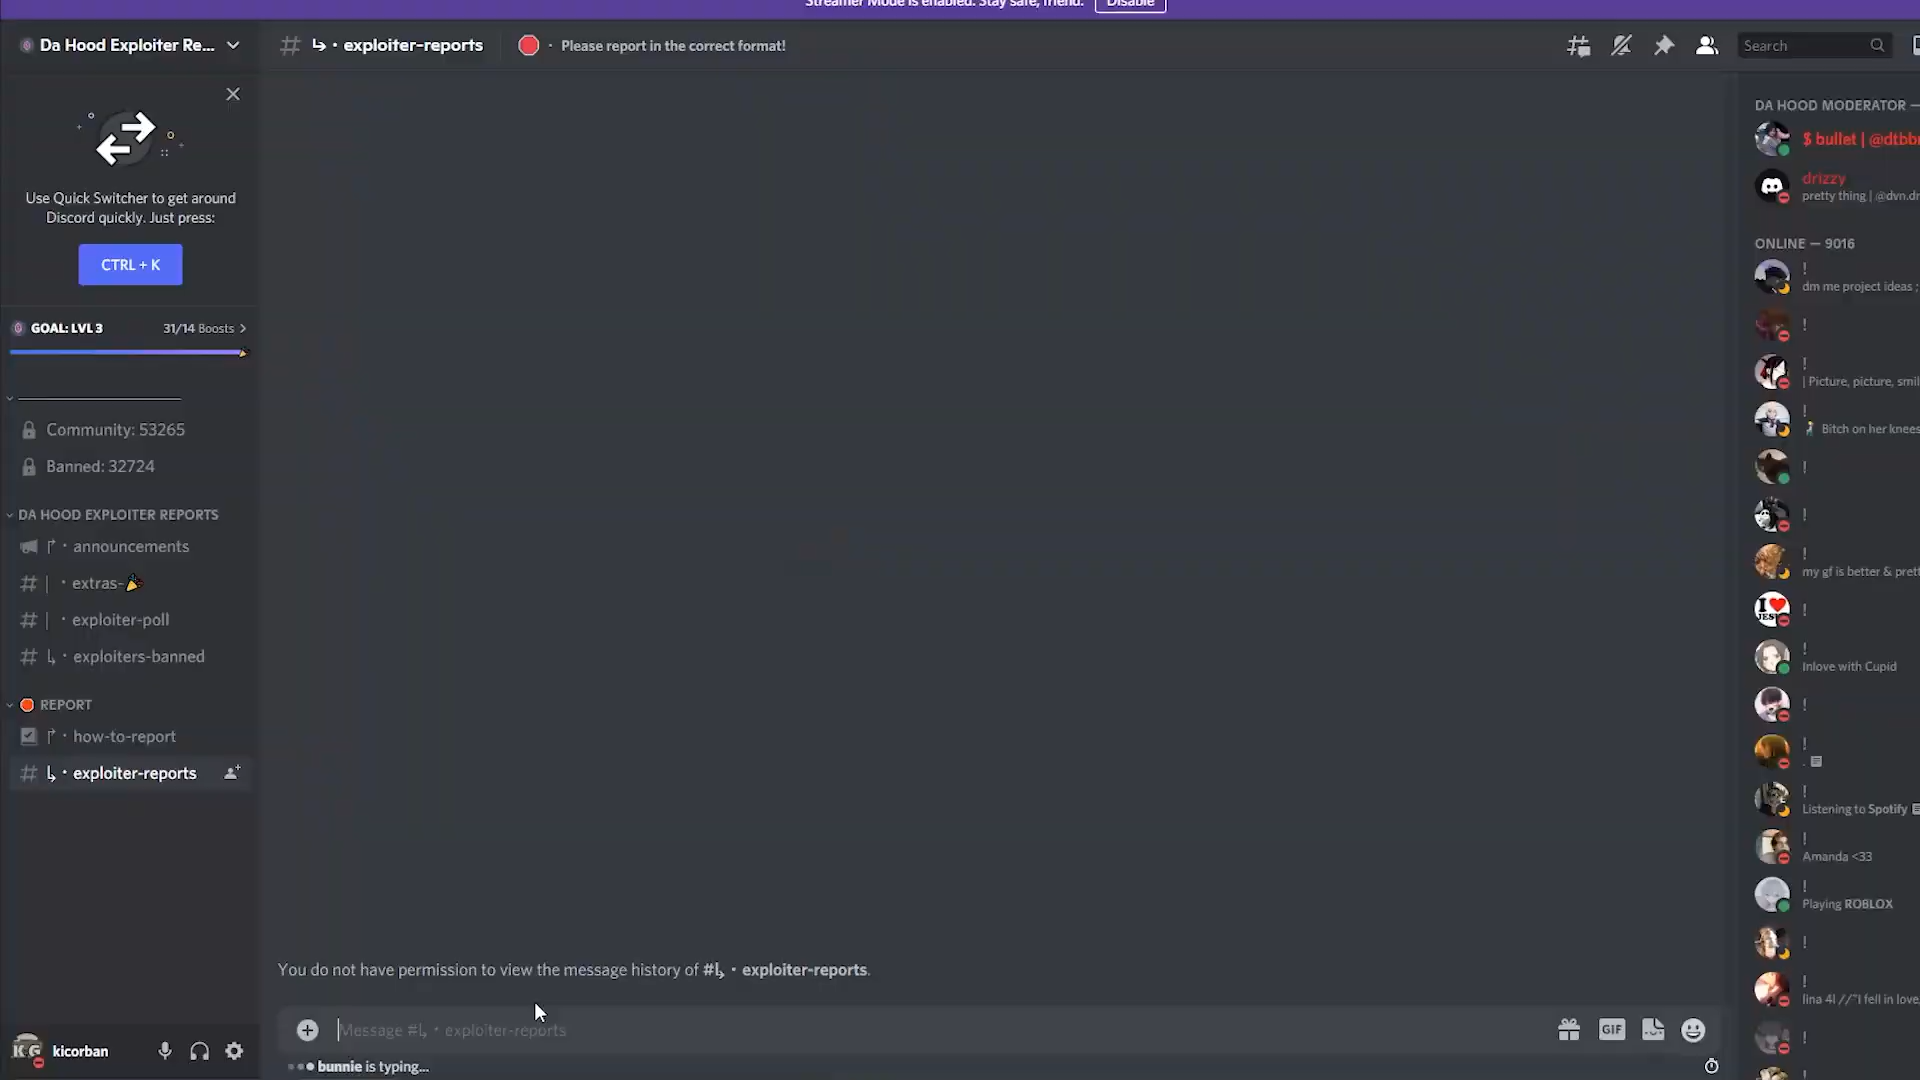 Streamer Mode is enabled. Stay safe, friend. Disable
Da Hood Exploiter Re...
exploiter-reports
Please report in the correct format!
Search
Use Quick Switcher to get around
Discord quickly. Just press:
CTRL + K
GOAL: LVL 3 31/14 Boosts
Community: 53265
Banned: 32724
DA HOOD EXPLOITER REPORTS
announcements
extras-
exploiter-poll
exploiters-banned
REPORT
how-to-report
exploiter-reports
kicorban
You do not have permission to view the message history of # exploiter-reports.
Message # exploiter-reports
GIF
bunnie is typing...
DA HOOD MODERATOR —
$ bullet | @dtbb
drizzy
pretty thing | @dvn.dr
ONLINE — 9016
!
dm me project ideas ;
!
!
| Picture, picture, smil
!
Bitch on her knees
!
!
!
my gf is better & prett
I ❤ JES
!
!
Inlove with Cupid
!
!
.
!
Listening to Spotify
!
Amanda <33
!
Playing ROBLOX
!
!
lina 4l //"I fell in love
!
!